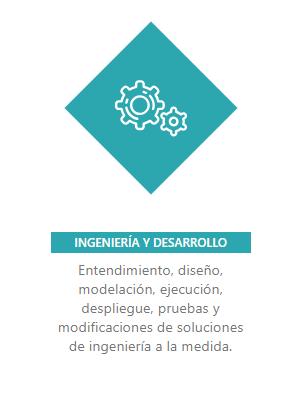 INGENIERÍA Y DESARROLLO
Entendimiento, diseño,
modelación, ejecución,
despliegue, pruebas y
modificaciones de soluciones
de ingeniería a la medida.